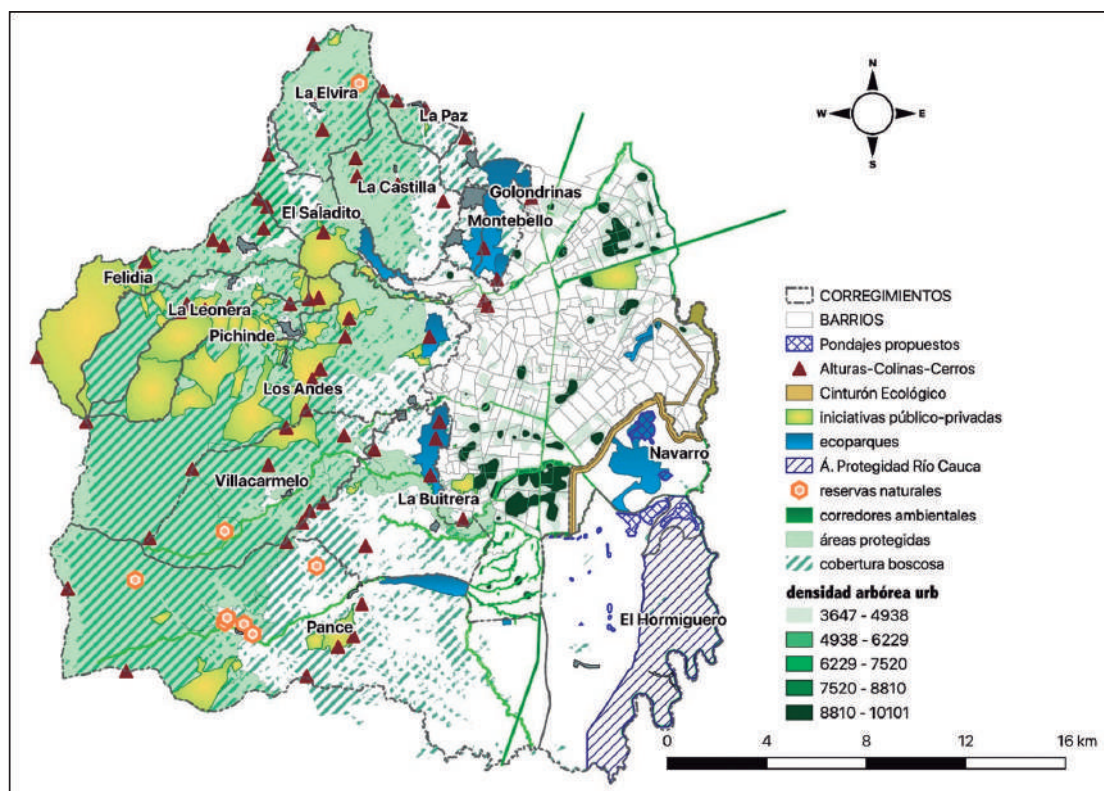 N
W
E
S
La Elvira
La Paz
La Castilla
Golondrinas
El Saladito
Montebello
Felidia
La Leonera
Pichinde
Los Andes
Villacarmelo
La Buitrera
Navarro
Pance
El Hormiguero
CORREGIMIENTOS
BARRIOS
Pondajes propuestos
Alturas-Colinas-Cerros
Cinturón Ecológico
iniciativas público-privadas
ecoparques
Á. Protegidad Río Cauca
reservas naturales
corredores ambientales
áreas protegidas
cobertura boscosa
densidad arbórea urb
3647 - 4938
4938 - 6229
6229 - 7520
7520 - 8810
8810 - 10101
0 4 8 12 16 km